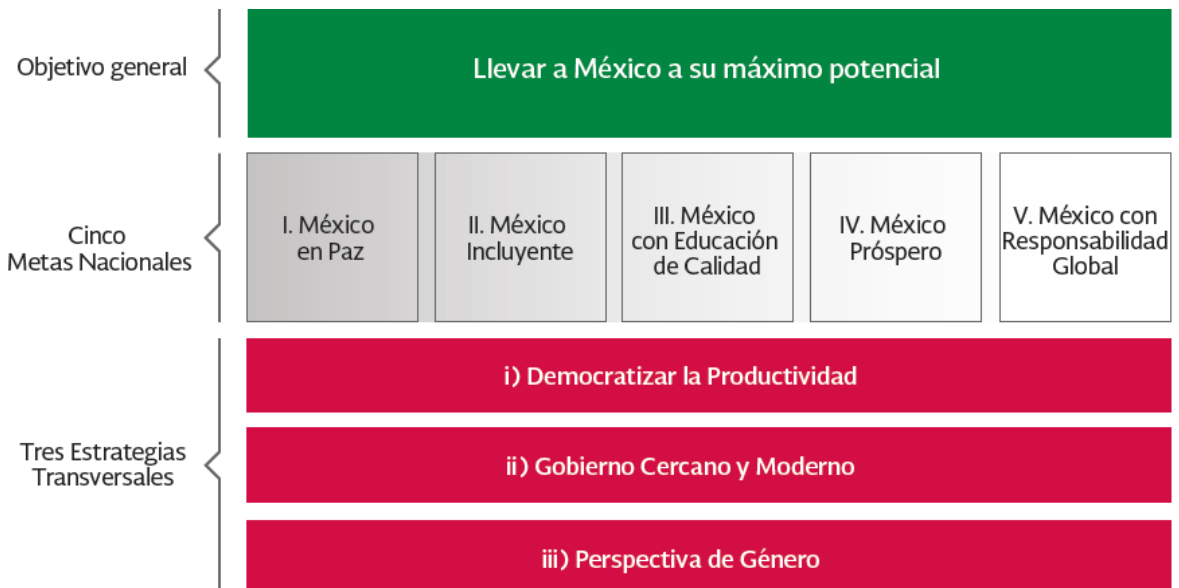 Objetivo general
Llevar a México a su máximo potencial
Cinco
Metas Nacionales
I. México
en Paz
II. México
Incluyente
III. México
con Educación
de Calidad
IV. México
Próspero
V. México con
Responsabilidad
Global
Tres Estrategias
Transversales
i) Democratizar la Productividad
ii) Gobierno Cercano y Moderno
iii) Perspectiva de Género